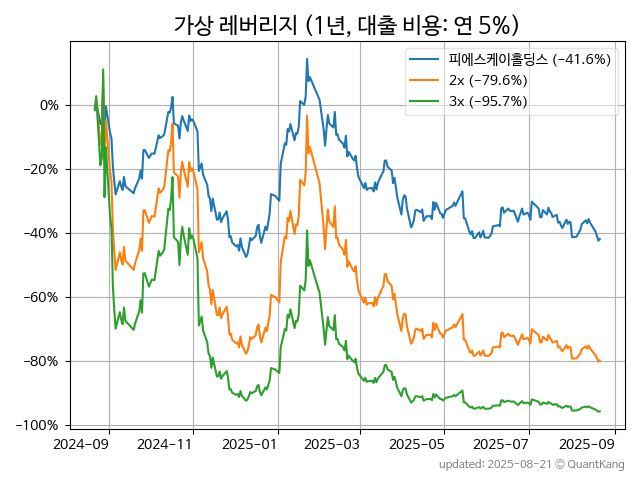 가상 레버리지 (1년, 대출 비용: 연 5%)
피에스케이홀딩스 (−41.6%)
2x (−79.6%)
3x (−95.7%)
0%
−20%
−40%
−60%
−80%
−100%
2024-09 2024-11 2025-01 2025-03 2025-05 2025-07 2025-09
updated: 2025-08-21 © QuantKang